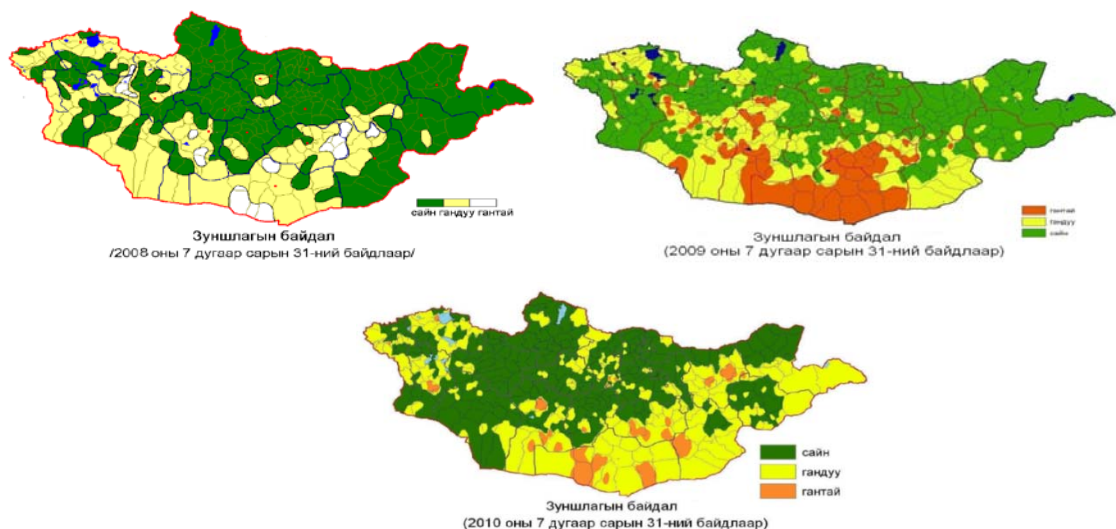 сайн гандуу гантай
Зуншлагын байдал
/2008 оны 7 дугаар сарын 31-ний байдлаар/
гантай
гандуу
сайн
Зуншлагын байдал
(2009 оны 7 дугаар сарын 31-ний байдлаар)
сайн
гандуу
гантай
Зуншлагын байдал
(2010 оны 7 дугаар сарын 31-ний байдлаар)